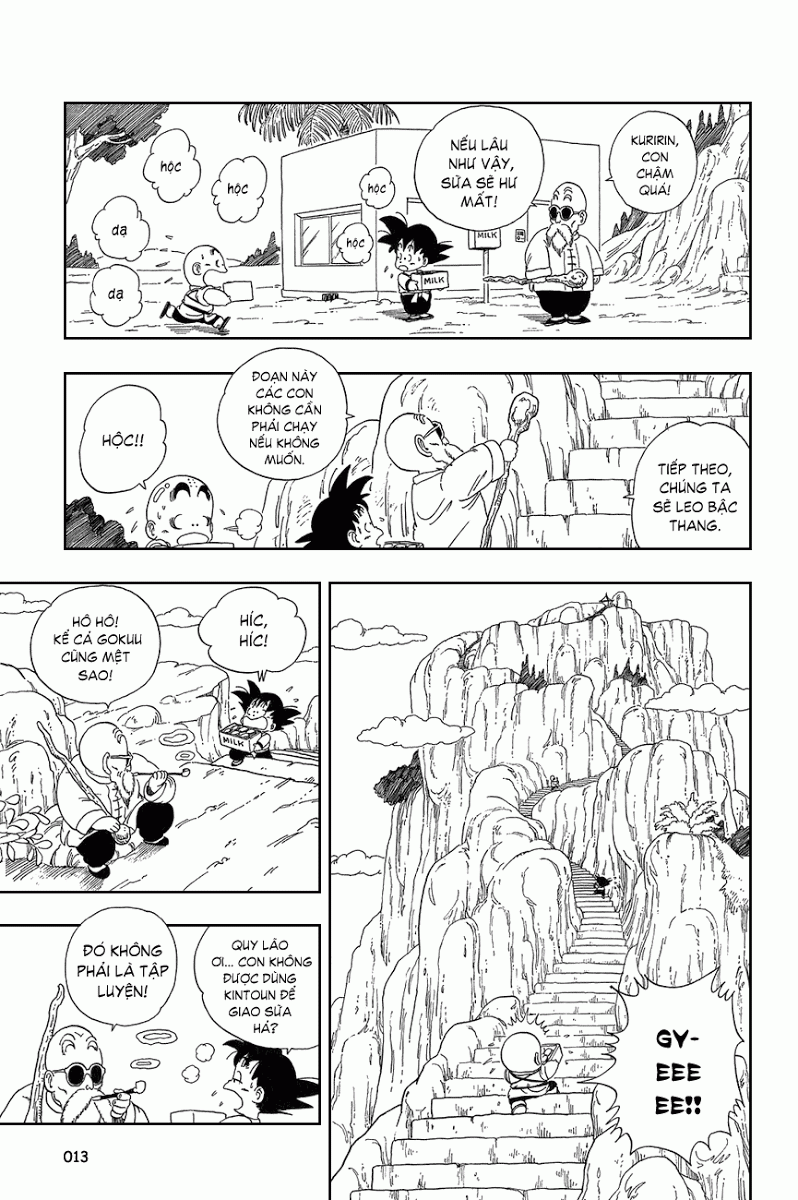 KURIRIN,
CON
CHẬM
QUÁ!
NẾU LÂU
NHƯ VẬY,
SỮA SẼ HƯ
MẤT!
MILK
MILK
HỘC
HỘC
HỘC
HỘC
DẠ
DẠ
TIẾP THEO,
CHÚNG TA
SẼ LEO BẬC
THANG.
ĐOẠN NÀY
CÁC CON
KHÔNG CẦN
PHẢI CHẠY
NẾU KHÔNG
MUỐN.
HỘC!!
GY-
EEE
EE!!
HÍC,
HÍC!
HÔ HÔ!
KỂ CẢ GOKUU
CŨNG MỆT
SAO!
MILK
QUY LÃO
ƠI... CON KHÔNG
ĐƯỢC DÙNG
KINTOUN ĐỂ
GIAO SỮA
HẢ?
ĐÓ KHÔNG
PHẢI LÀ TẬP
LUYỆN!
013